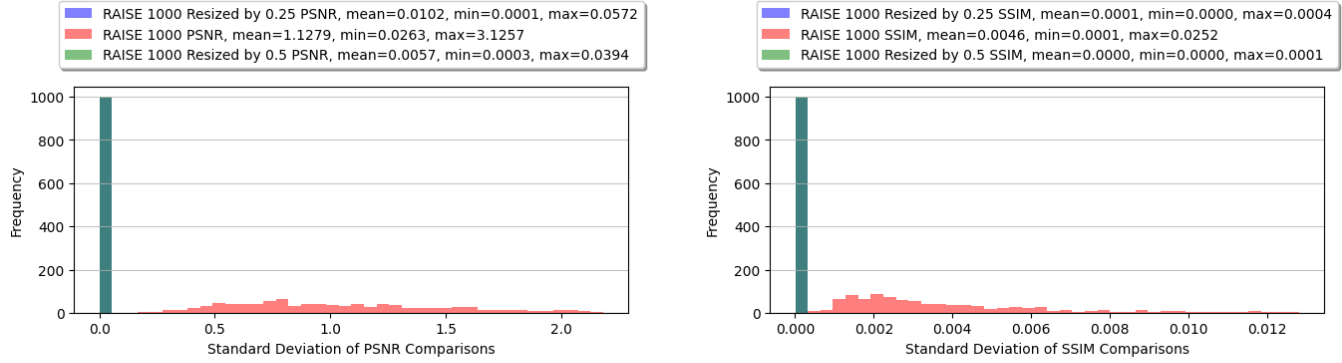 RAISE 1000 Resized by 0.25 PSNR, mean=0.0102, min=0.0001, max=0.0572
RAISE 1000 PSNR, mean=1.1279, min=0.0263, max=3.1257
RAISE 1000 Resized by 0.5 PSNR, mean=0.0057, min=0.0003, max=0.0394
1000
800
600
400
200
0
Frequency
0.0 0.5 1.0 1.5 2.0
Standard Deviation of PSNR Comparisons
RAISE 1000 Resized by 0.25 SSIM, mean=0.0001, min=0.0000, max=0.0004
RAISE 1000 SSIM, mean=0.0046, min=0.0001, max=0.0252
RAISE 1000 Resized by 0.5 SSIM, mean=0.0000, min=0.0000, max=0.0001
1000
800
600
400
200
0
Frequency
0.000 0.002 0.004 0.006 0.008 0.010 0.012
Standard Deviation of SSIM Comparisons